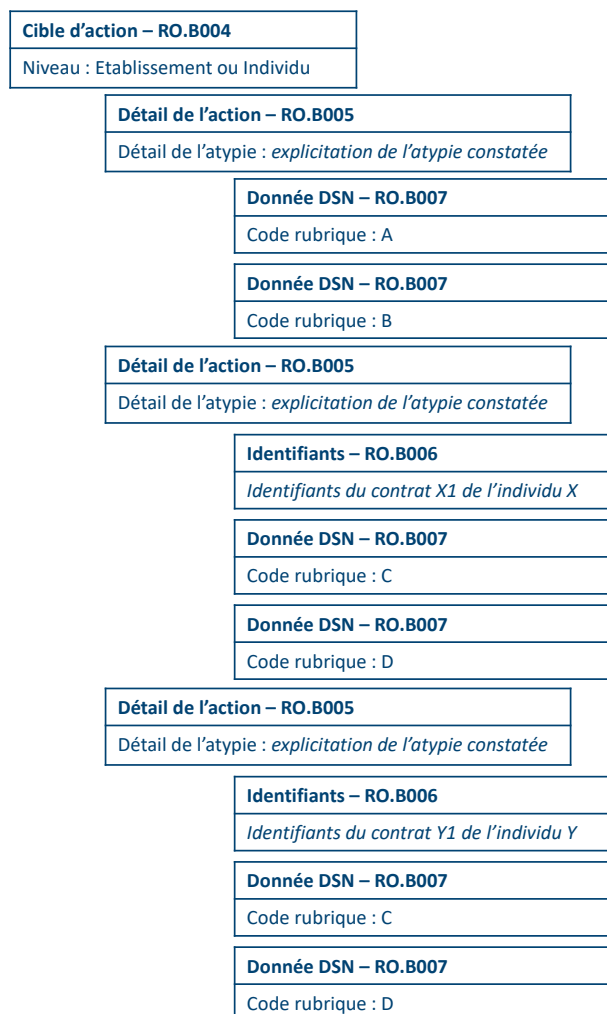 Cible d’action – RO.B004
Niveau : Etablissement ou Individu
Détail de l’action – RO.B005
Détail de l’atypie : explicitation de l’atypie constatée
Donnée DSN – RO.B007
Code rubrique : A
Donnée DSN – RO.B007
Code rubrique : B
Détail de l’action – RO.B005
Détail de l’atypie : explicitation de l’atypie constatée
Identifiants – RO.B006
Identifiants du contrat X1 de l’individu X
Donnée DSN – RO.B007
Code rubrique : C
Donnée DSN – RO.B007
Code rubrique : D
Détail de l’action – RO.B005
Détail de l’atypie : explicitation de l’atypie constatée
Identifiants – RO.B006
Identifiants du contrat Y1 de l’individu Y
Donnée DSN – RO.B007
Code rubrique : C
Donnée DSN – RO.B007
Code rubrique : D